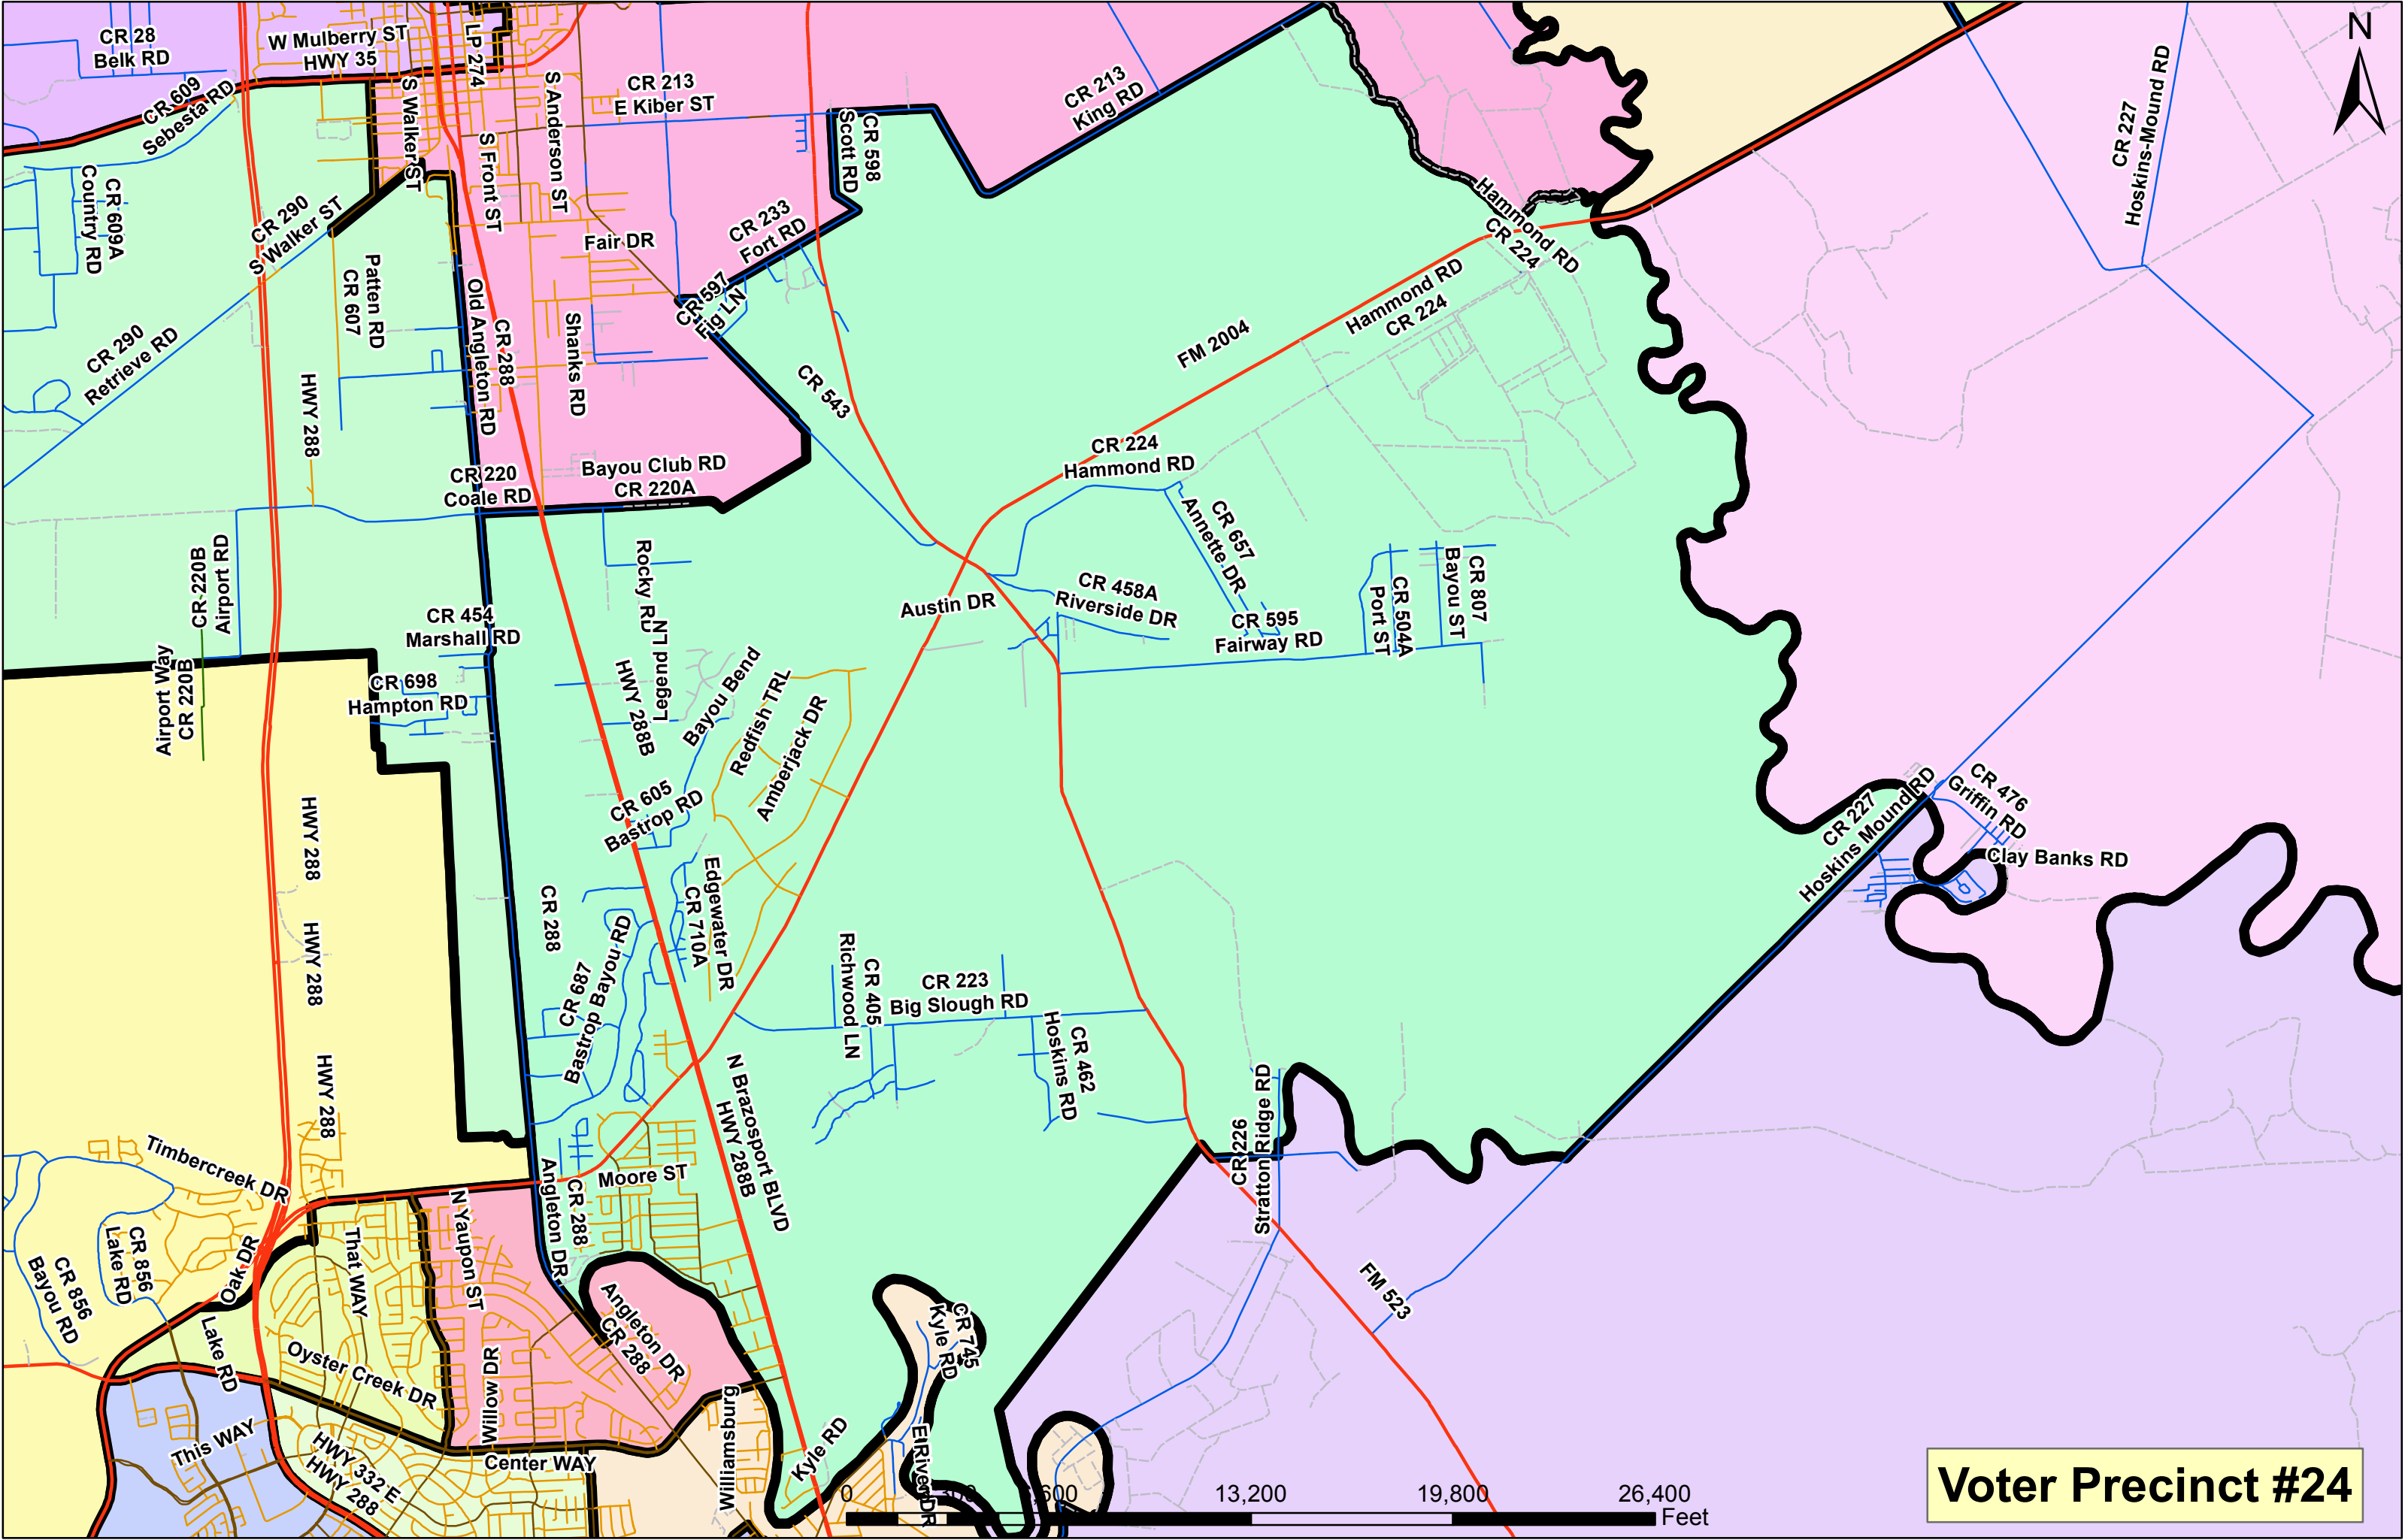 CR 28
Belk RD
W Mulberry ST
HWY 35
LP 274
N
CR 609
Sebesta RD
S Walker ST
S Anderson ST
CR 213
E Kiber ST
CR 213
King RD
CR 227
Hoskins-Mound RD
CR 609A
Country RD
S Front ST
CR 598
Scott RD
CR 290
S Walker ST
Fair DR
CR 233
Fort RD
Hammond RD
CR 224
Patten RD
CR 607
CR 597
Fig LN
Hammond RD
CR 224
CR 290
Retrieve RD
Old Angleton RD
CR 288
Shanks RD
FM 2004
HWY 288
CR 543
CR 224
Hammond RD
CR 220
Coale RD
Bayou Club RD
CR 220A
CR 657
Annette DR
CR 220B
Airport RD
Rocky RD
CR 458A
Riverside DR
Austin DR
CR 504A
Port ST
CR 807
Bayou ST
CR 454
Marshall RD
CR 595
Fairway RD
Airport Way
CR 220B
CR 698
Hampton RD
Legend LN
HWY 288B
Bayou Bend
Redfish TRL
Amberjack DR
CR 605
Bastrop RD
HWY 288
CR 227
Hoskins Mound RD
CR 476
Griffin RD
Clay Banks RD
CR 288
Edgewater DR
CR 710A
HWY 288
CR 687
Bastrop Bayou RD
CR 405
Richwood LN
CR 223
Big Slough RD
CR 462
Hoskins RD
HWY 288
N Brazosport BLVD
HWY 288B
CR 226
Stratton Ridge RD
Timbercreek DR
Moore ST
Angleton DR
CR 288
N Yaupon ST
That WAY
CR 856
Lake RD
CR 856
Bayou RD
Oak DR
FM 523
Lake RD
Angleton DR
CR 288
CR 745
Kyle RD
Oyster Creek DR
Willow DR
Williamsburg
Kyle RD
This WAY
HWY 332 E
HWY 288
Center WAY
Voter Precinct #24
0 13,200 19,800 26,400
Feet